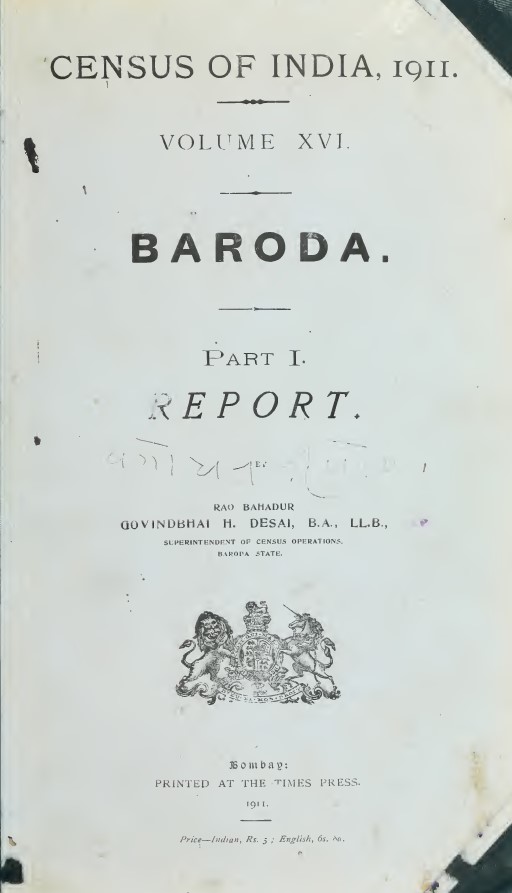 CENSUS OF INDIA, 1911.
VOLUME XVI.
BARODA.
PART I.
REPORT.
BY
RAO BAHADUR
GOVINDBHAI H. DESAI, B.A., LL.B.,
SUPERINTENDENT OF CENSUS OPERATIONS,
BARODA STATE.
Bombay:
PRINTED AT THE TIMES PRESS.
1911.
Price—Indian, Rs. 5 ; English, 6s.